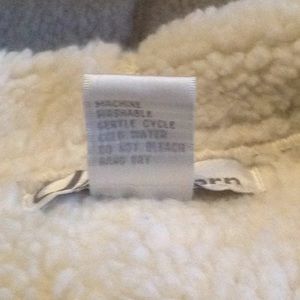 MACHINE
WASHABLE
GENTLE CYCLE
COLD WATER
DO NOT BLEACH
HANG DRY